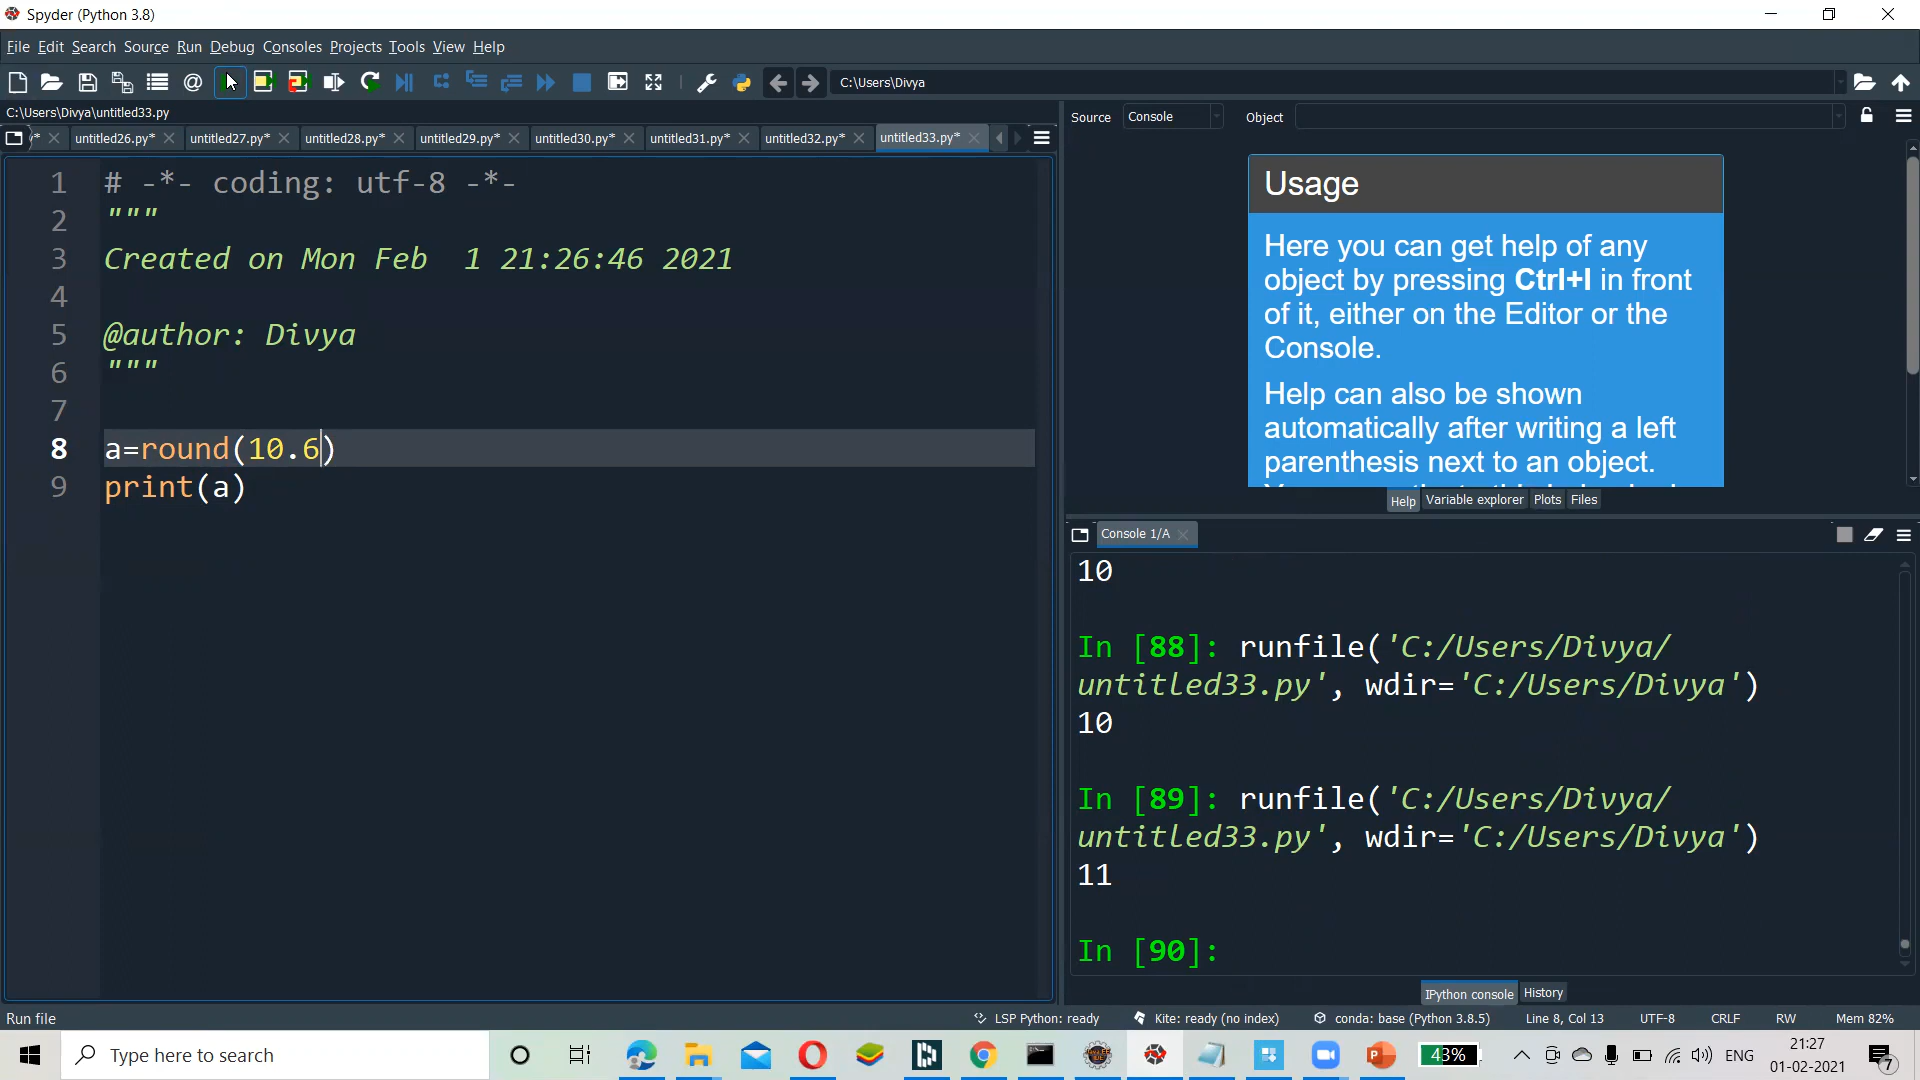 Spyder (Python 3.8)
File Edit Search Source Run Debug Consoles Projects Tools View Help
C:\Users\Divya
C:\Users\Divya\untitled33.py
untitled26.py* untitled27.py* untitled28.py* untitled29.py* untitled30.py* untitled31.py* untitled32.py* untitled33.py*
1 # -*- coding: utf-8 -*-
2 """
3 Created on Mon Feb  1 21:26:46 2021
4
5 @author: Divya
6 """
7
8 a=round(10.6)
9 print(a)
Source Console Object
Usage
Here you can get help of any
object by pressing Ctrl+I in front
of it, either on the Editor or the
Console.
Help can also be shown
automatically after writing a left
parenthesis next to an object.
Help Variable explorer Plots Files
Console 1/A
10
In [88]: runfile('C:/Users/Divya/
untitled33.py', wdir='C:/Users/Divya')
10
In [89]: runfile('C:/Users/Divya/
untitled33.py', wdir='C:/Users/Divya')
11
In [90]:
IPython console History
Run file LSP Python: ready Kite: ready (no index) conda: base (Python 3.8.5) Line 8, Col 13 UTF-8 CRLF RW Mem 82%
Type here to search 43% ENG 21:27
01-02-2021 7